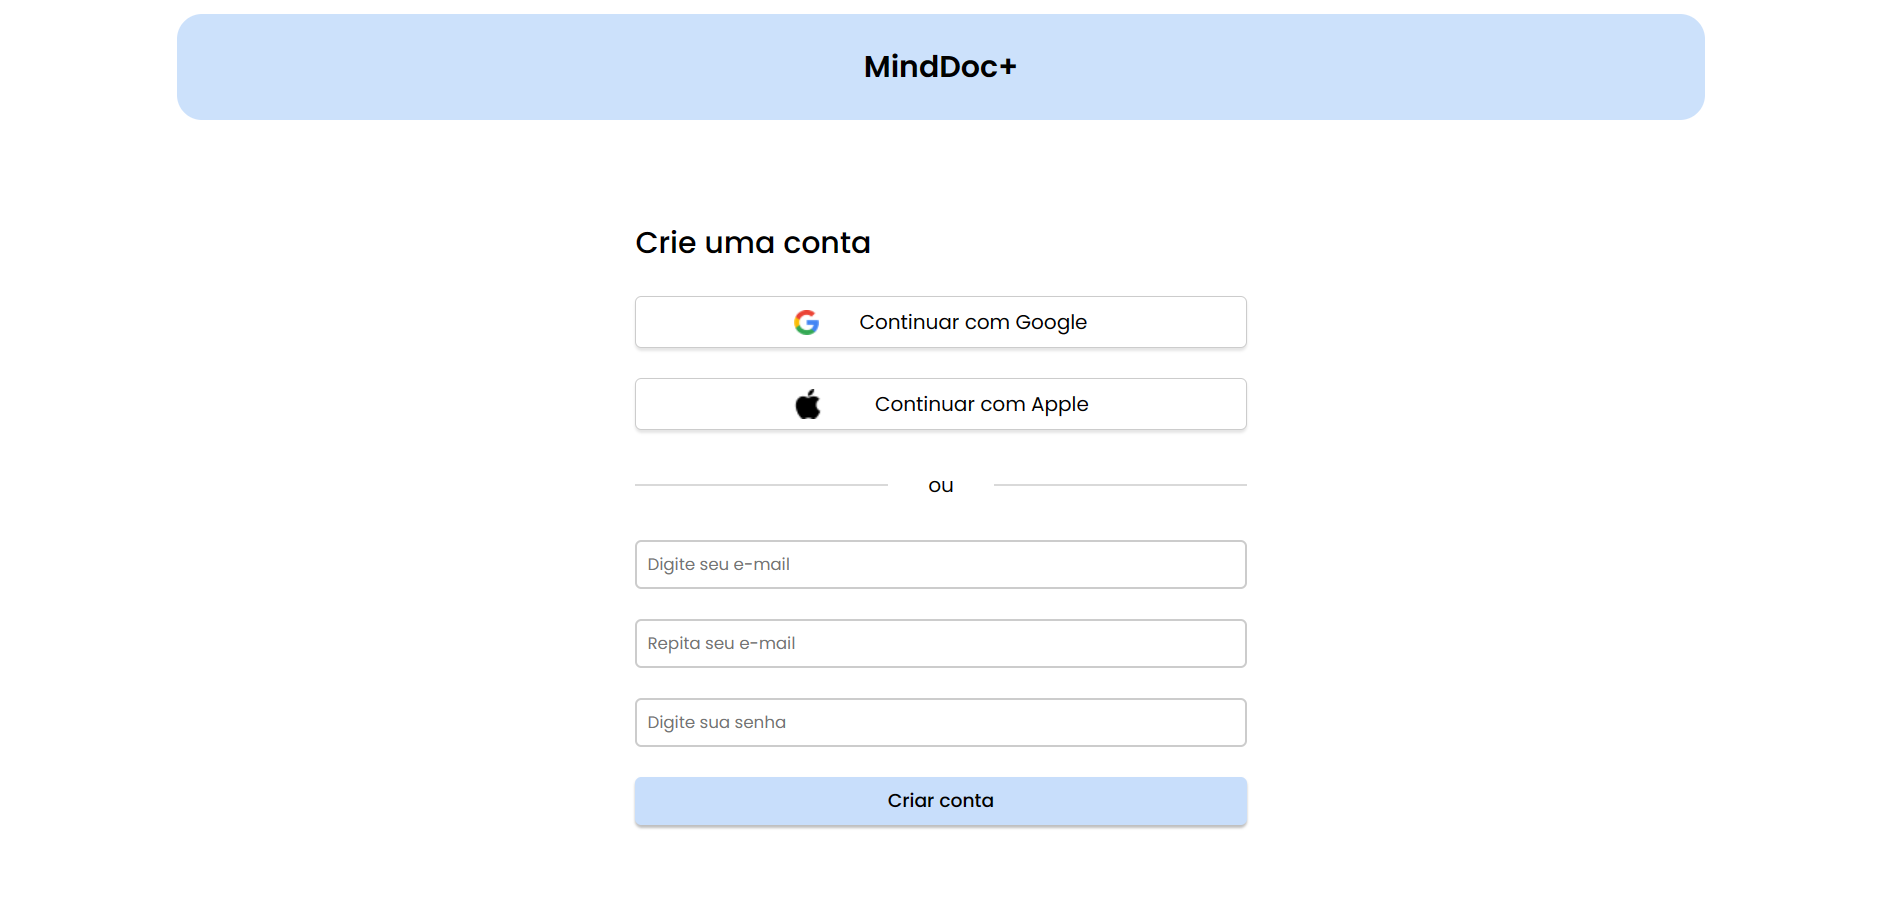 MindDoc+
Crie uma conta
Continuar com Google
Continuar com Apple
ou
Digite seu e-mail
Repita seu e-mail
Digite sua senha
Criar conta